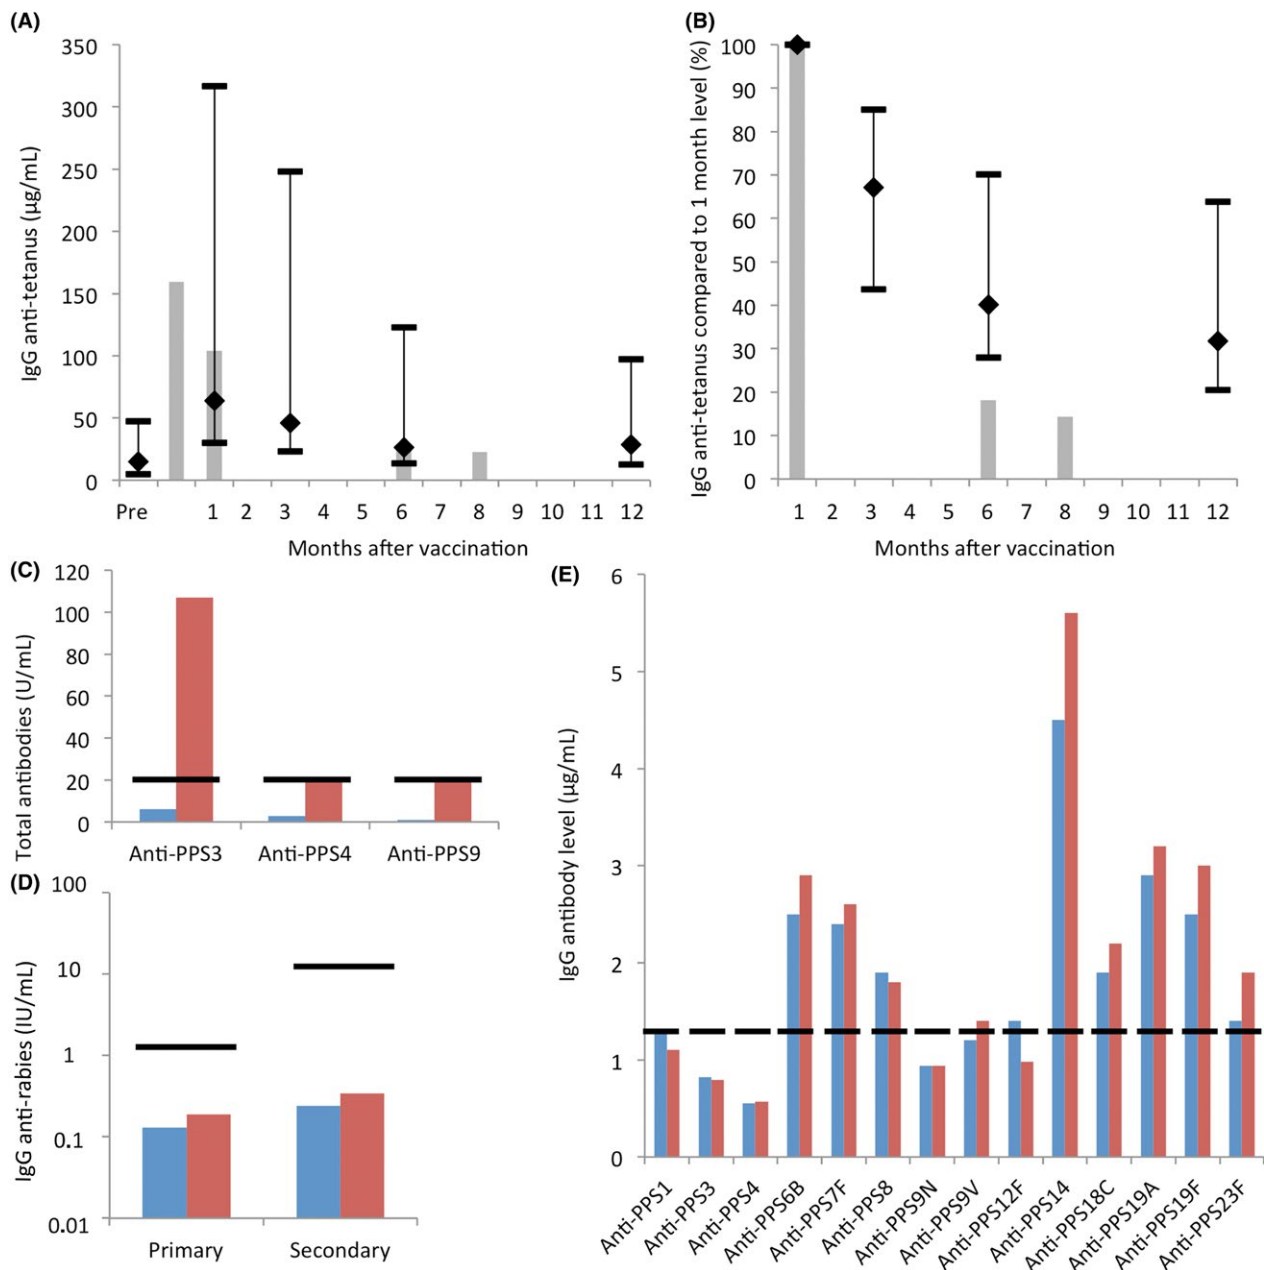 (A)
350
300
250
200
150
100
50
0
IgG anti-tetanus (µg/mL)
Pre 1 2 3 4 5 6 7 8 9 10 11 12
Months after vaccination
(B)
100
90
80
70
60
50
40
30
20
10
0
IgG anti-tetanus compared to 1 month level (%)
1 2 3 4 5 6 7 8 9 10 11 12
Months after vaccination
(C)
120
100
80
60
40
20
0
Total antibodies (U/mL)
Anti-PPS3 Anti-PPS4 Anti-PPS9
(D)
100
10
1
0.1
0.01
IgG anti-rabies (IU/mL)
Primary Secondary
(E)
6
5
4
3
2
1
0
IgG antibody level (µg/mL)
Anti-PPS1
Anti-PPS3
Anti-PPS4
Anti-PPS6B
Anti-PPS7F
Anti-PPS8
Anti-PPS9N
Anti-PPS9V
Anti-PPS12F
Anti-PPS14
Anti-PPS18C
Anti-PPS19A
Anti-PPS19F
Anti-PPS23F